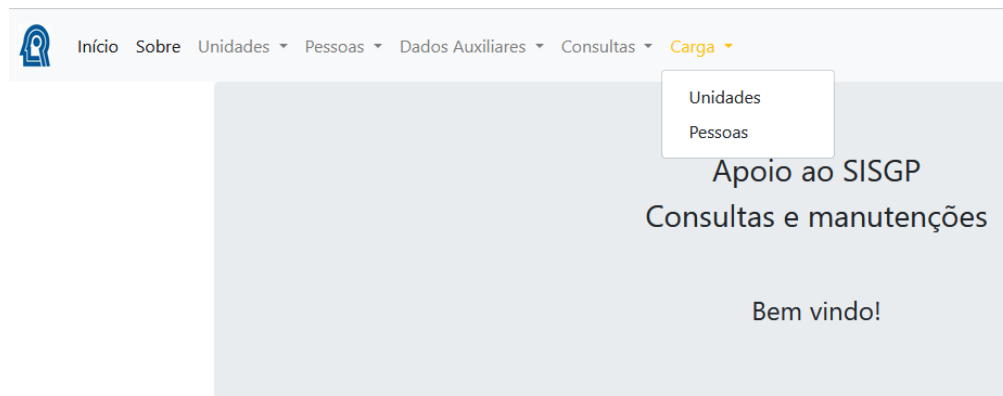 Início Sobre Unidades Pessoas Dados Auxiliares Consultas Carga
Unidades
Pessoas
Apoio ao SISGP
Consultas e manutenções
Bem vindo!